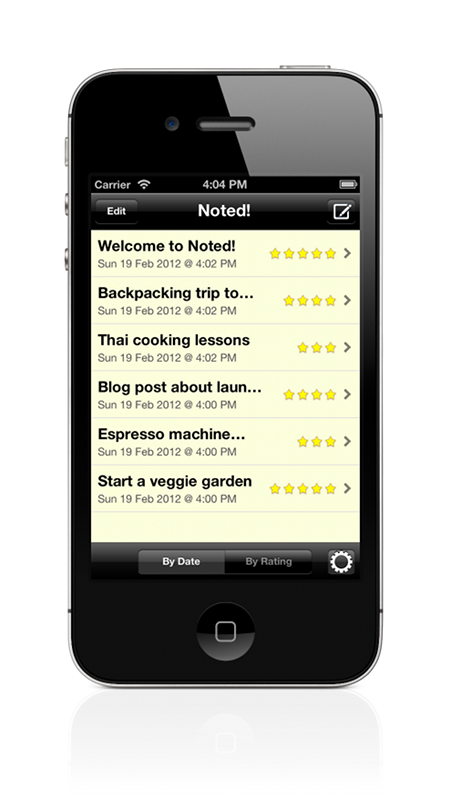 Carrier 4:04 PM
Edit Noted!
Welcome to Noted!
Sun 19 Feb 2012 @ 4:02 PM
Backpacking trip to…
Sun 19 Feb 2012 @ 4:02 PM
Thai cooking lessons
Sun 19 Feb 2012 @ 4:02 PM
Blog post about laun…
Sun 19 Feb 2012 @ 4:00 PM
Espresso machine…
Sun 19 Feb 2012 @ 4:00 PM
Start a veggie garden
Sun 19 Feb 2012 @ 4:00 PM
By Date By Rating